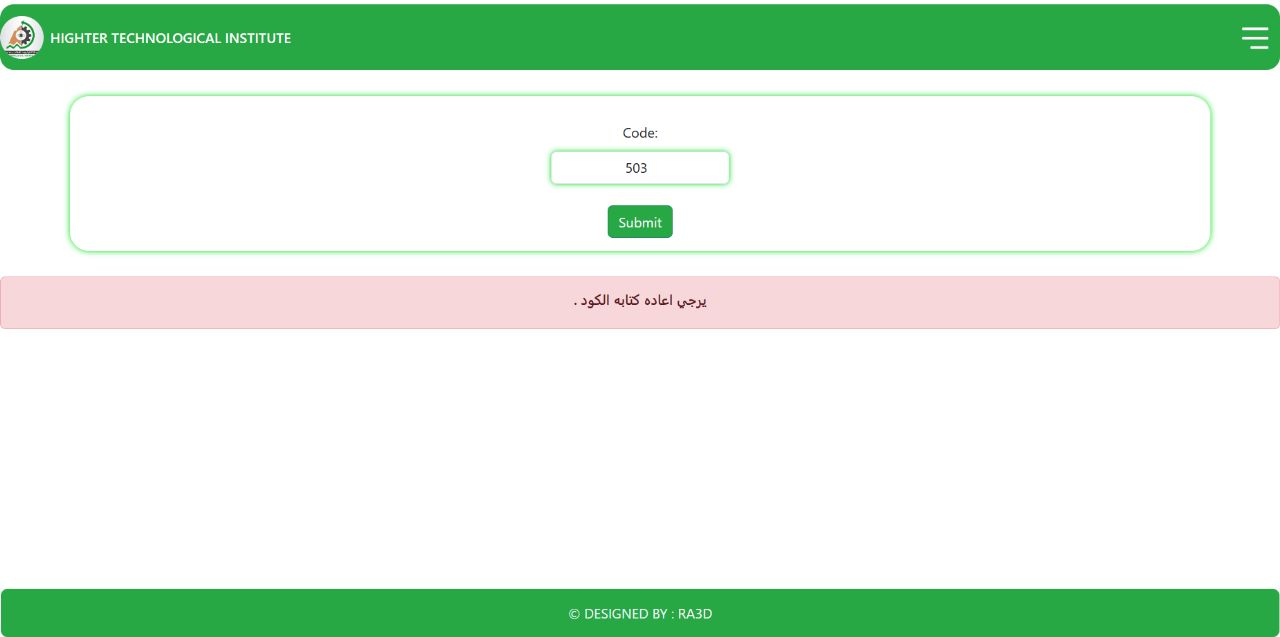 HIGHTER TECHNOLOGICAL INSTITUTE
Code:
503
Submit
يرجي اعاده كتابه الكود .
© DESIGNED BY : RA3D